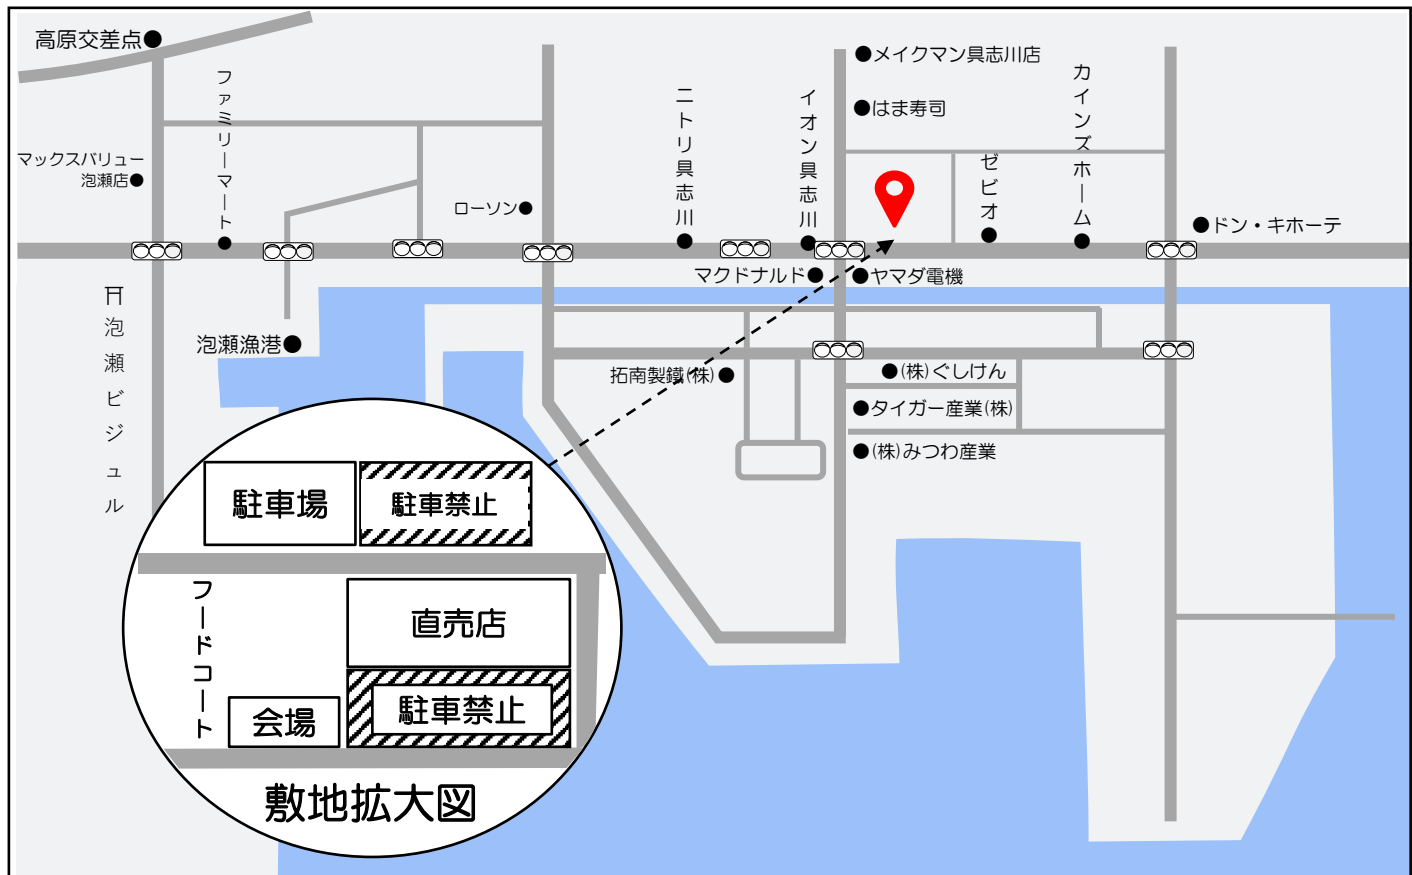 高原交差点
メイクマン具志川店
ファミリーマート
ニトリ具志川
イオン具志川
カインズホーム
はま寿司
マックスバリュー
泡瀬店
ゼビオ
ローソン
ドン・キホーテ
マクドナルド
ヤマダ電機
泡瀬ビジュル
泡瀬漁港
拓南製鐵(株)
(株)ぐしけん
タイガー産業(株)
(株)みつわ産業
駐車場
駐車禁止
フードコート
直売店
会場
駐車禁止
敷地拡大図